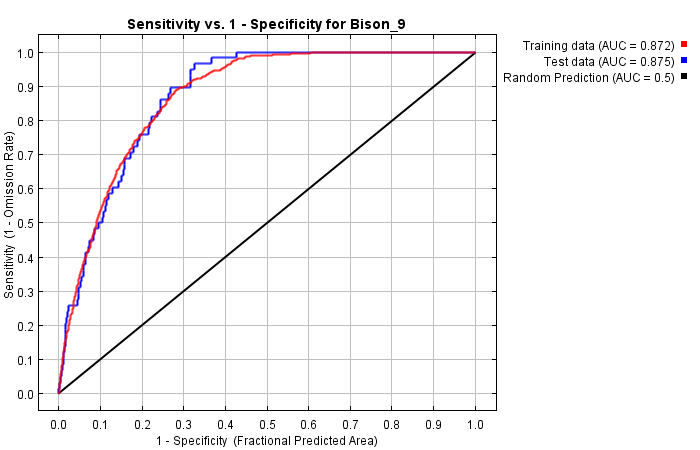 Sensitivity vs. 1 - Specificity for Bison_9
Training data (AUC = 0.872)
Test data (AUC = 0.875)
Random Prediction (AUC = 0.5)
Sensitivity (1 - Omission Rate)
1.0
0.9
0.8
0.7
0.6
0.5
0.4
0.3
0.2
0.1
0.0
0.0 0.1 0.2 0.3 0.4 0.5 0.6 0.7 0.8 0.9 1.0
1 - Specificity (Fractional Predicted Area)